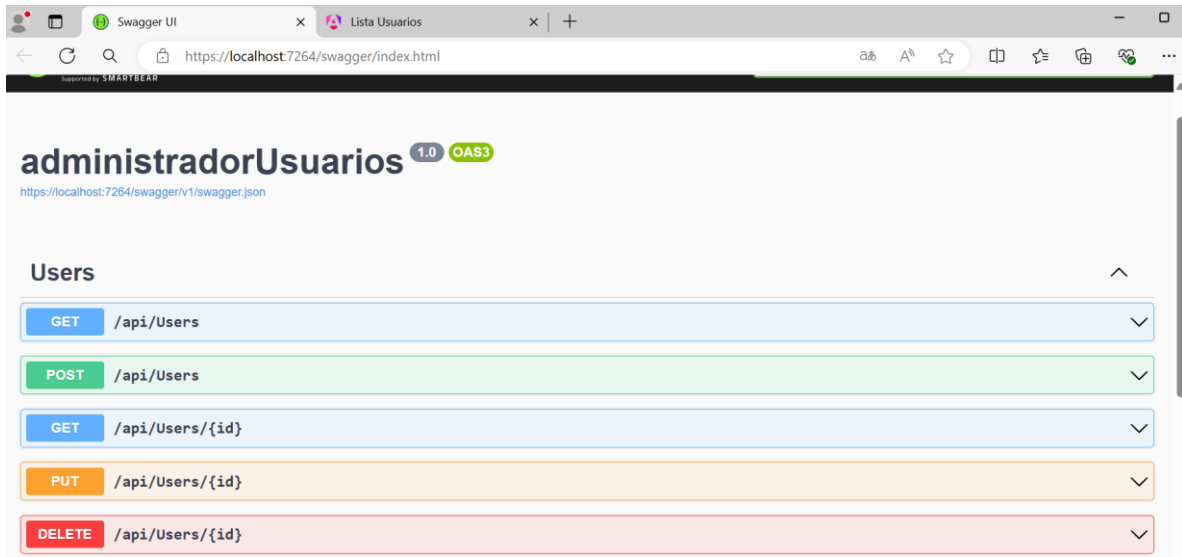 Swagger UI
Lista Usuarios
https://localhost:7264/swagger/index.html
Supported by SMARTBEAR
administradorUsuarios 1.0 OAS3
https://localhost:7264/swagger/v1/swagger.json
Users
GET /api/Users
POST /api/Users
GET /api/Users/{id}
PUT /api/Users/{id}
DELETE /api/Users/{id}